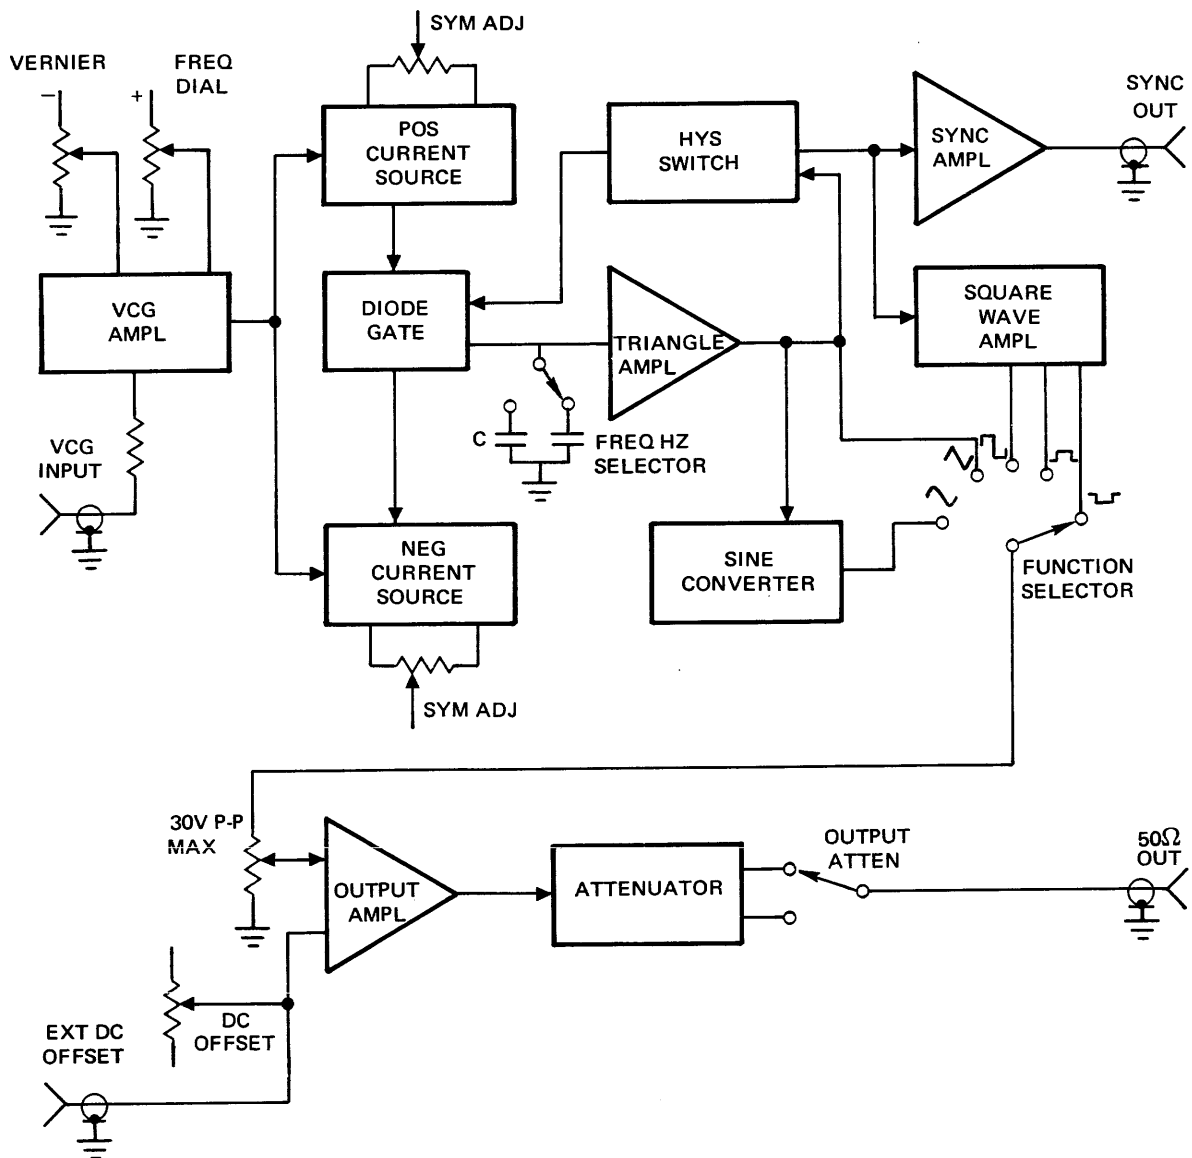 SYM ADJ
VERNIER
FREQ
DIAL
−
+
POS
CURRENT
SOURCE
HYS
SWITCH
SYNC
AMPL
SYNC
OUT
VCG
AMPL
DIODE
GATE
TRIANGLE
AMPL
SQUARE
WAVE
AMPL
C
FREQ HZ
SELECTOR
VCG
INPUT
NEG
CURRENT
SOURCE
SINE
CONVERTER
FUNCTION
SELECTOR
SYM ADJ
30V P-P
MAX
OUTPUT
AMPL
ATTENUATOR
OUTPUT
ATTEN
50Ω
OUT
DC
OFFSET
EXT DC
OFFSET